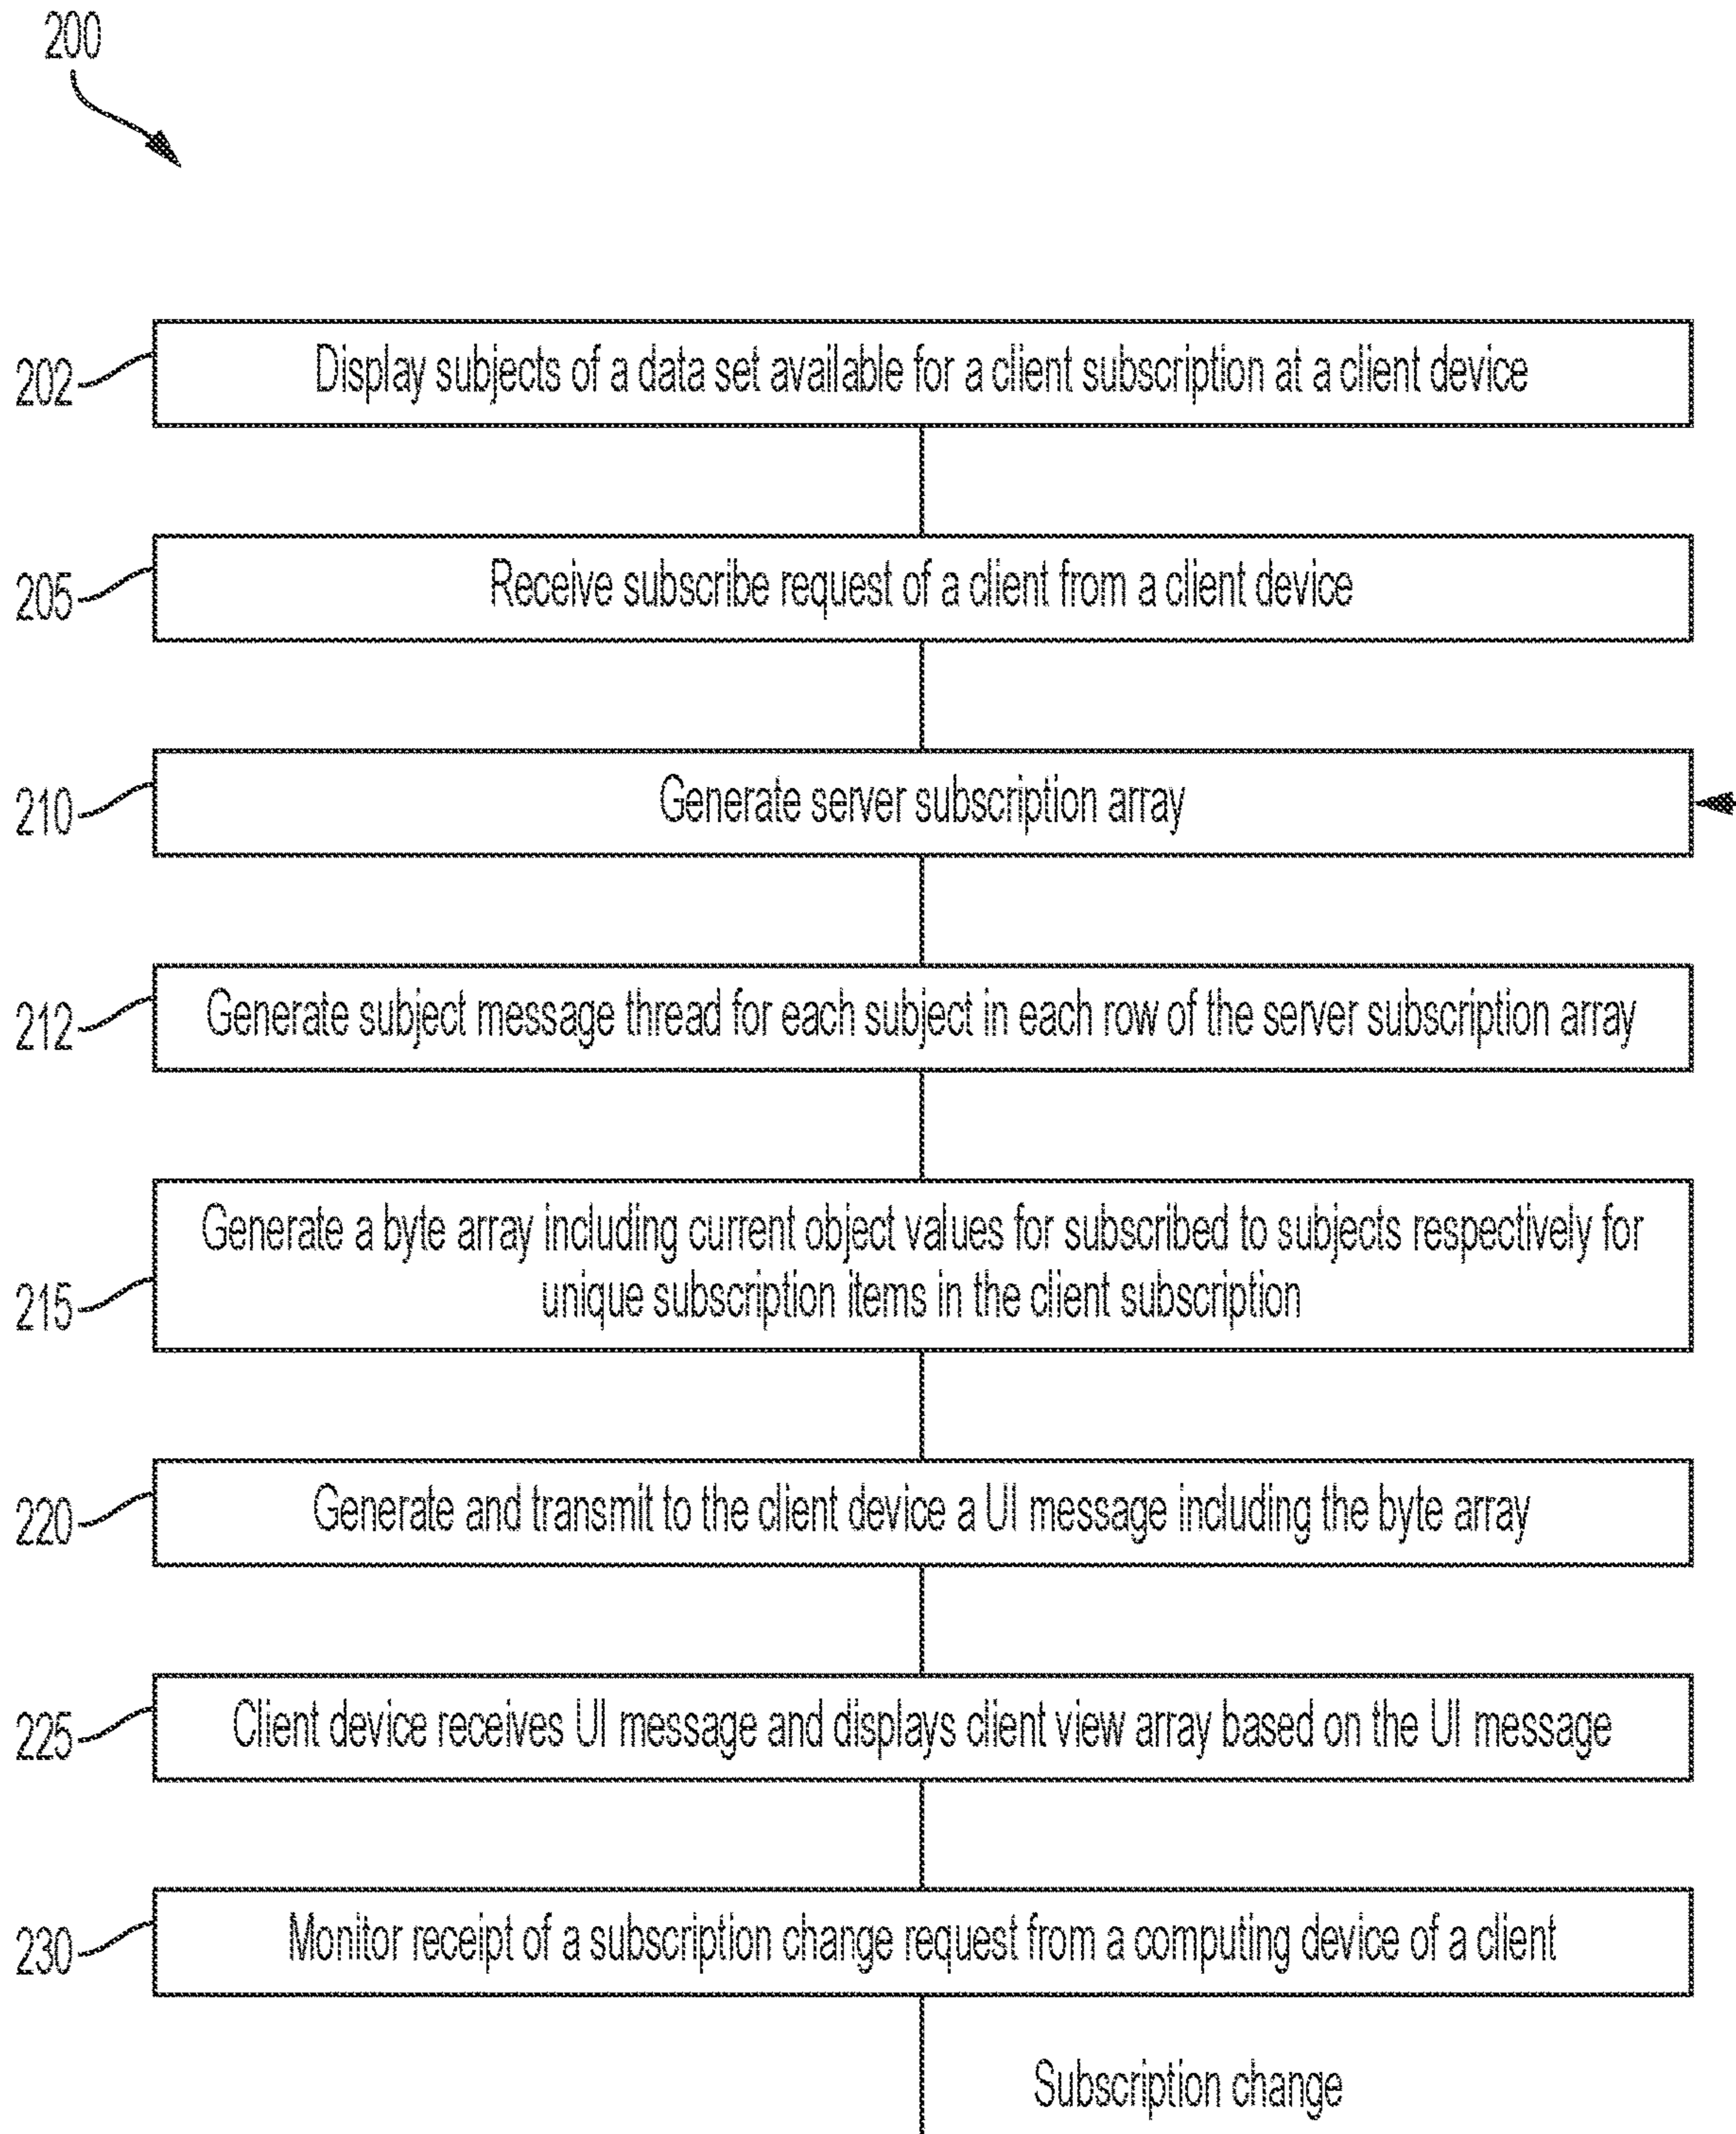 200
202
Display subjects of a data set available for a client subscription at a client device
205
Receive subscribe request of a client from a client device
210
Generate server subscription array
212
Generate subject message thread for each subject in each row of the server subscription array
215
Generate a byte array including current object values for subscribed to subjects respectively for
unique subscription items in the client subscription
220
Generate and transmit to the client device a UI message including the byte array
225
Client device receives UI message and displays client view array based on the UI message
230
Monitor receipt of a subscription change request from a computing device of a client
Subscription change